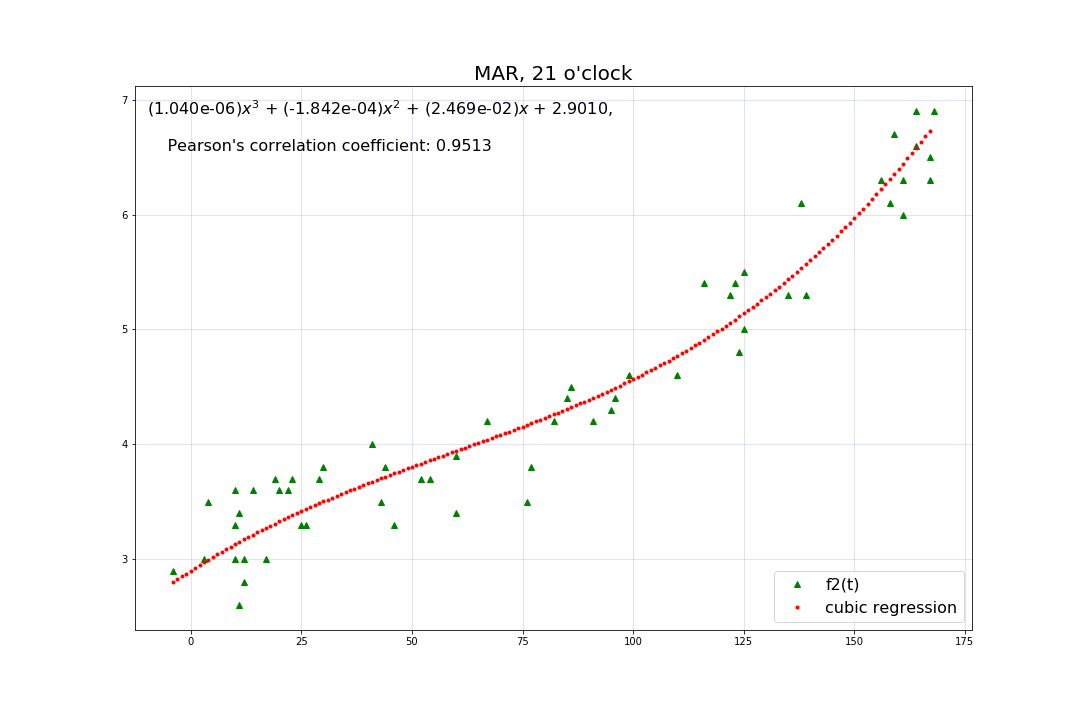 MAR, 21 o'clock
(1.040e-06)x³ + (-1.842e-04)x² + (2.469e-02)x + 2.9010,
Pearson's correlation coefficient: 0.9513
7
6
5
4
3
f2(t)
cubic regression
0 25 50 75 100 125 150 175